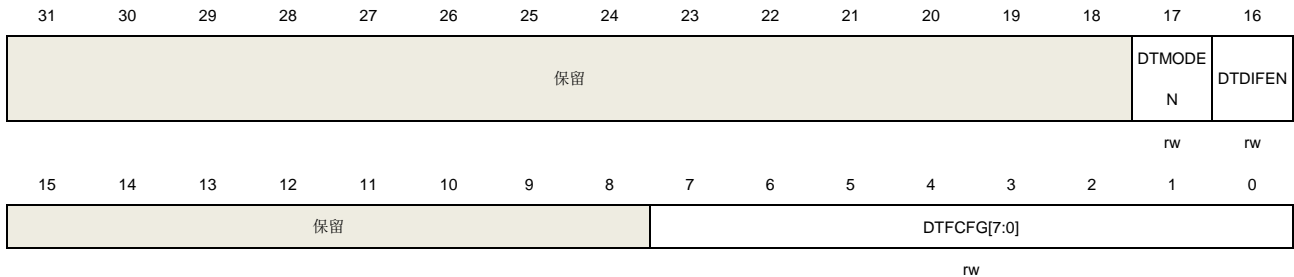 31 30 29 28 27 26 25 24 23 22 21 20 19 18 17 16
保留 DTMODE
N DTDIFEN
rw rw
15 14 13 12 11 10 9 8 7 6 5 4 3 2 1 0
保留 DTFCFG[7:0]
rw